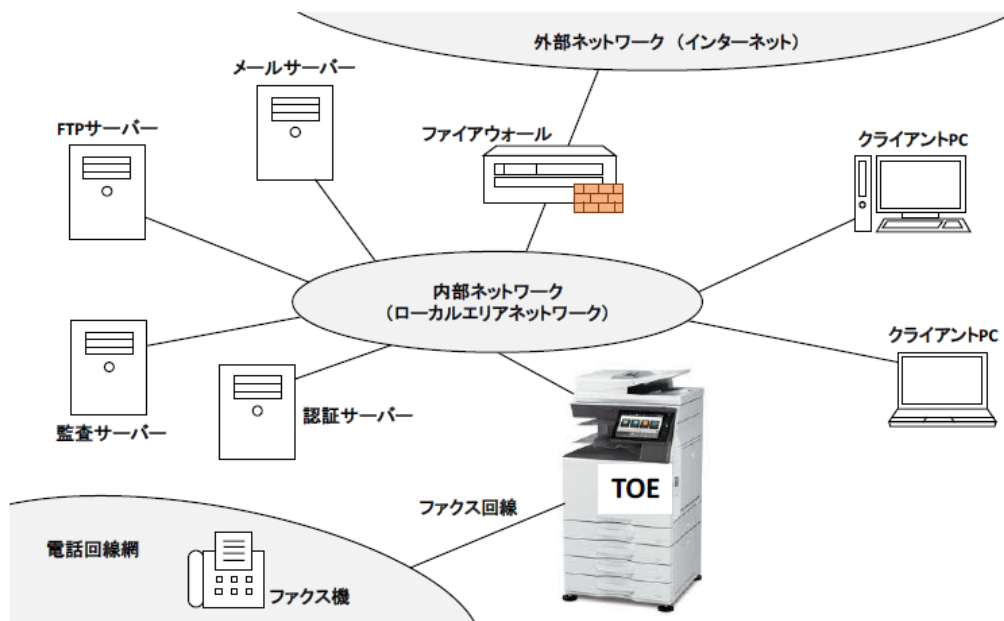 外部ネットワーク（インターネット）
メールサーバー
FTPサーバー
ファイアウォール
クライアントPC
内部ネットワーク
（ローカルエリアネットワーク）
クライアントPC
監査サーバー
認証サーバー
TOE
ファクス回線
電話回線網
ファクス機